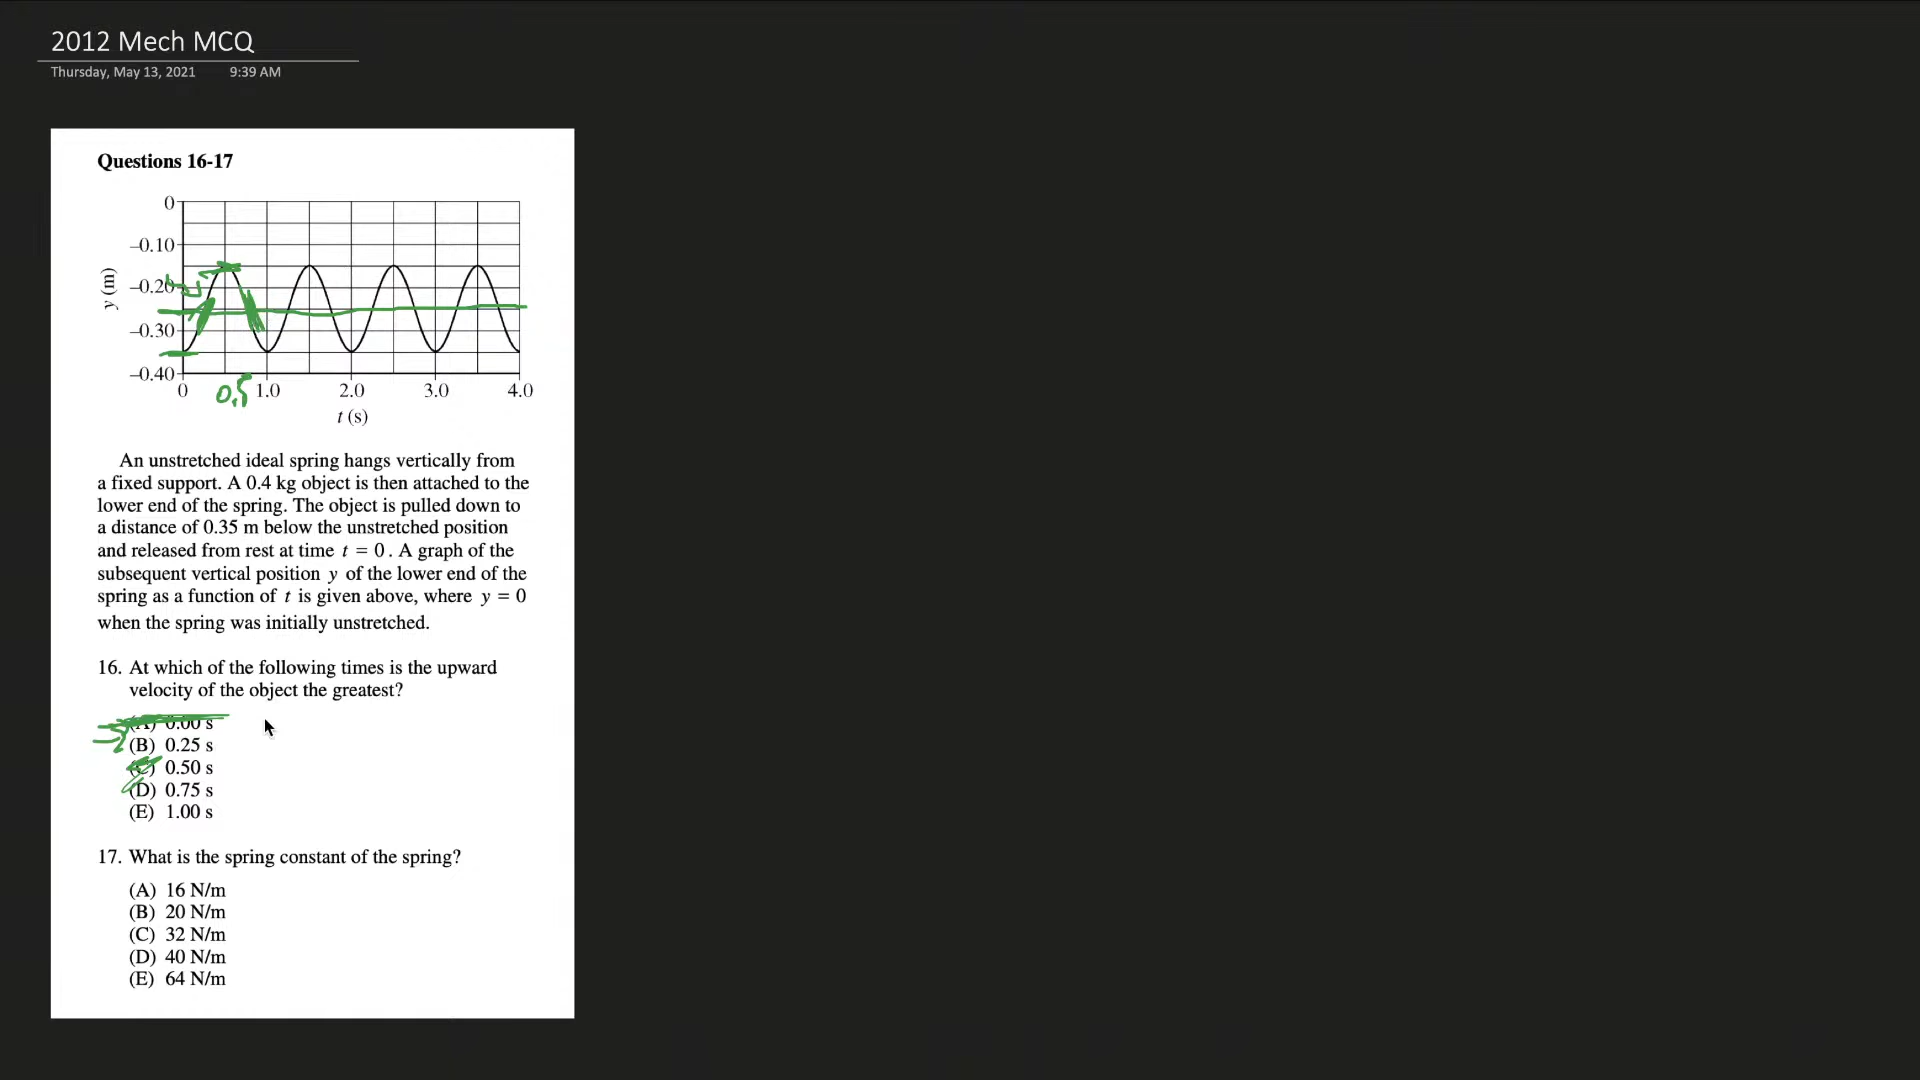 2012 Mech MCQ
Thursday, May 13, 2021 9:39 AM
Questions 16-17
0
–0.10
–0.20
–0.30
–0.40
y (m)
0 0.5 1.0 2.0 3.0 4.0
t (s)
An unstretched ideal spring hangs vertically from
a fixed support. A 0.4 kg object is then attached to the
lower end of the spring. The object is pulled down to
a distance of 0.35 m below the unstretched position
and released from rest at time t = 0. A graph of the
subsequent vertical position y of the lower end of the
spring as a function of t is given above, where y = 0
when the spring was initially unstretched.
16. At which of the following times is the upward
velocity of the object the greatest?
(A) 0.00 s
(B) 0.25 s
(C) 0.50 s
(D) 0.75 s
(E) 1.00 s
17. What is the spring constant of the spring?
(A) 16 N/m
(B) 20 N/m
(C) 32 N/m
(D) 40 N/m
(E) 64 N/m